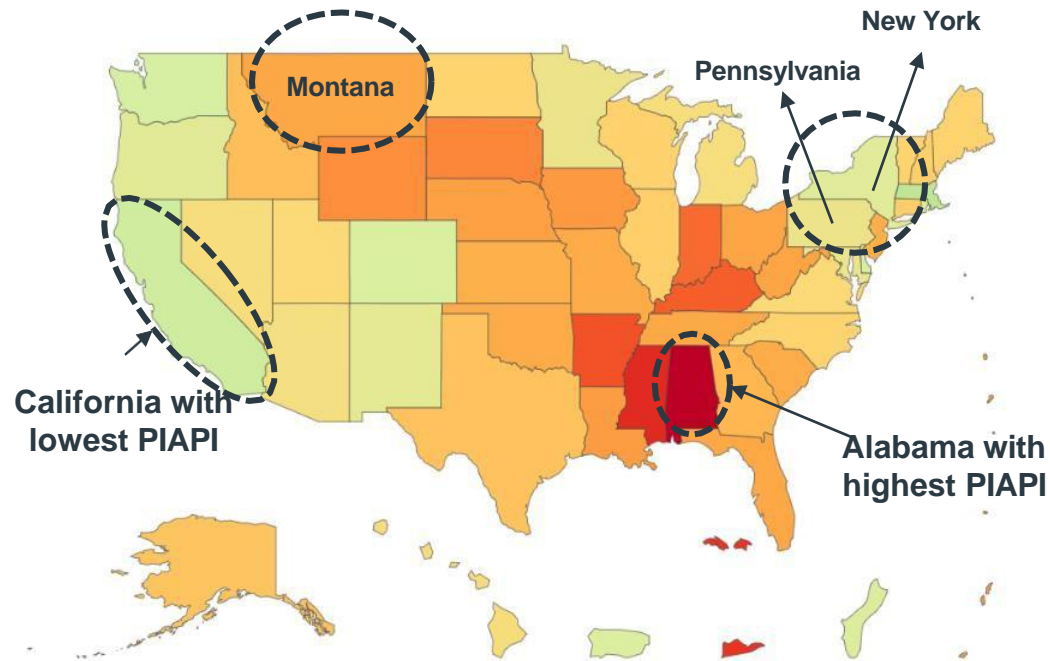 New York
Pennsylvania
Montana
California with
lowest PIAPI
Alabama with
highest PIAPI